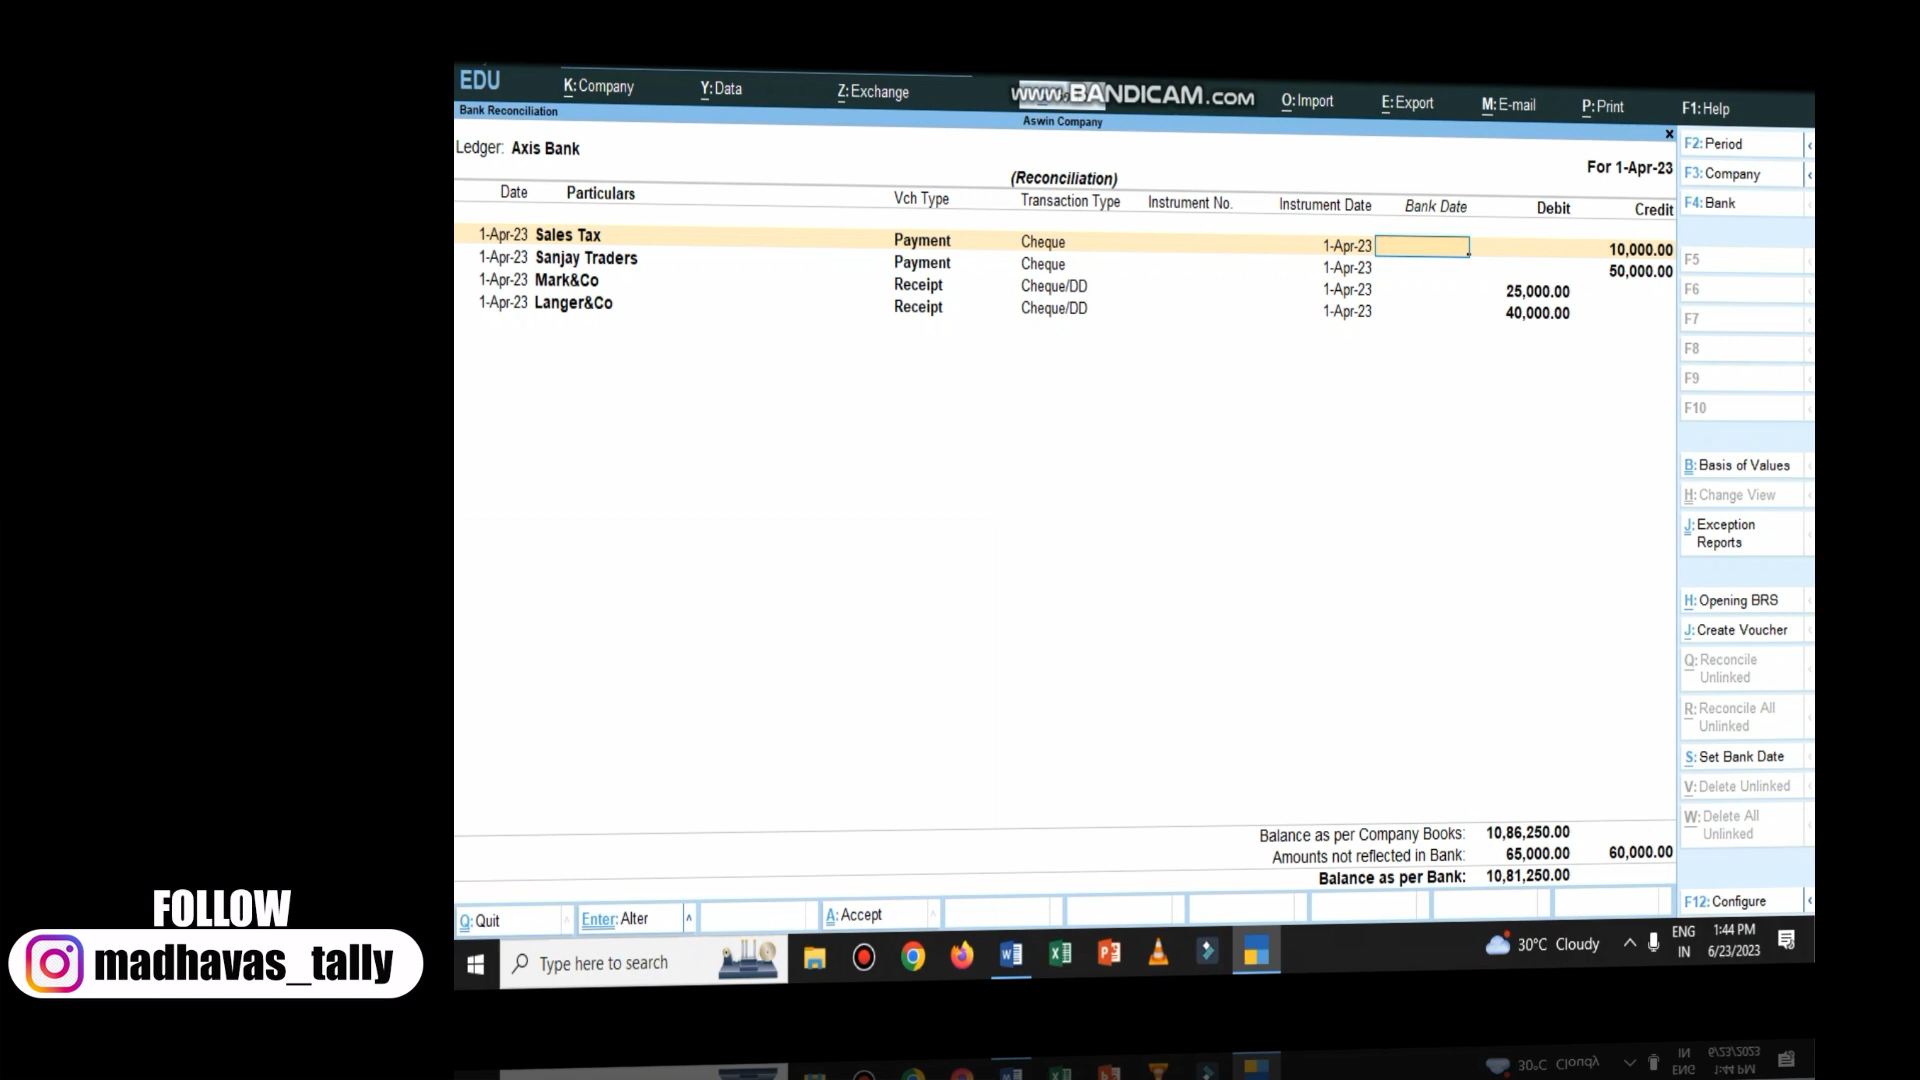 EDU K: Company Y: Data Z: Exchange www.BANDICAM.com O: Import E: Export M: E-mail P: Print F1: Help
Bank Reconciliation Aswin Company
Ledger: Axis Bank
For 1-Apr-23
(Reconciliation)
Date Particulars Vch Type Transaction Type Instrument No. Instrument Date Bank Date Debit Credit
1-Apr-23 Sales Tax Payment Cheque 1-Apr-23 10,000.00
1-Apr-23 Sanjay Traders Payment Cheque 1-Apr-23 50,000.00
1-Apr-23 Mark&Co Receipt Cheque/DD 1-Apr-23 25,000.00
1-Apr-23 Langer&Co Receipt Cheque/DD 1-Apr-23 40,000.00
Balance as per Company Books: 10,86,250.00
Amounts not reflected in Bank: 65,000.00 60,000.00
Balance as per Bank: 10,81,250.00
F2: Period
F3: Company
F4: Bank
F5
F6
F7
F8
F9
F10
B: Basis of Values
H: Change View
J: Exception
Reports
H: Opening BRS
J: Create Voucher
Q: Reconcile
Unlinked
R: Reconcile All
Unlinked
S: Set Bank Date
V: Delete Unlinked
W: Delete All
Unlinked
F12: Configure
Q: Quit Enter: Alter A: Accept
Type here to search 30°C Cloudy ENG IN 1:44 PM 6/23/2023
FOLLOW
madhavas_tally